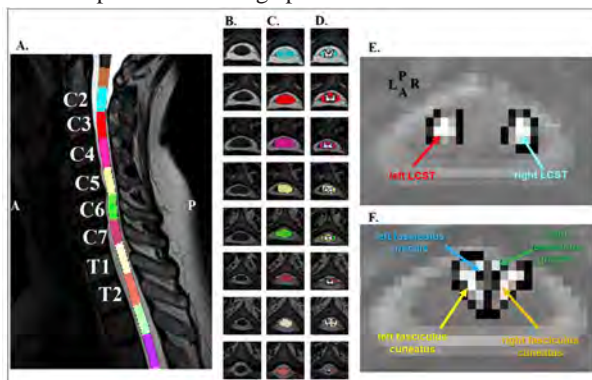 A.
B.
C.
D.
C2
C3
C4
C5
C6
C7
T1
T2
A
P
E.
P
L R
A
left LCST
right LCST
F.
left fasciculus
gracilis
fasciculus
left fasciculus
cuneatus
right fasciculus
cuneatus